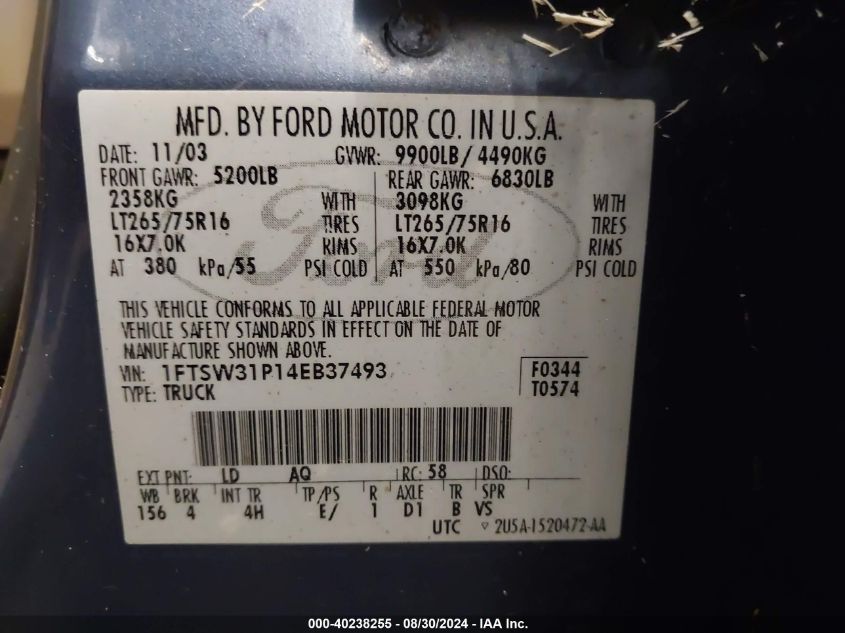 MFD. BY FORD MOTOR CO. IN U.S.A.
DATE: 11/03 GVWR: 9900LB/ 4490KG
FRONT GAWR: 5200LB REAR GAWR: 6830LB
2358KG WITH 3098KG WITH
LT265/75R16 TIRES LT265/75R16 TIRES
16X7.0K RIMS 16X7.0K RIMS
AT 380 kPa/55 PSI COLD AT 550 kPa/80 PSI COLD
Ford
THIS VEHICLE CONFORMS TO ALL APPLICABLE FEDERAL MOTOR
VEHICLE SAFETY STANDARDS IN EFFECT ON THE DATE OF
MANUFACTURE SHOWN ABOVE.
VIN: 1FTSW31P14EB37493 F0344
TYPE: TRUCK T0574
EXT PNT: LD AQ RC: 58 DSO:
WB BRK INT TR TP/PS R AXLE TR SPR
156 4 4H E/ 1 D1 B VS
UTC ▽ 2U5A-1520472-AA
000-40238255 - 08/30/2024 - IAA Inc.